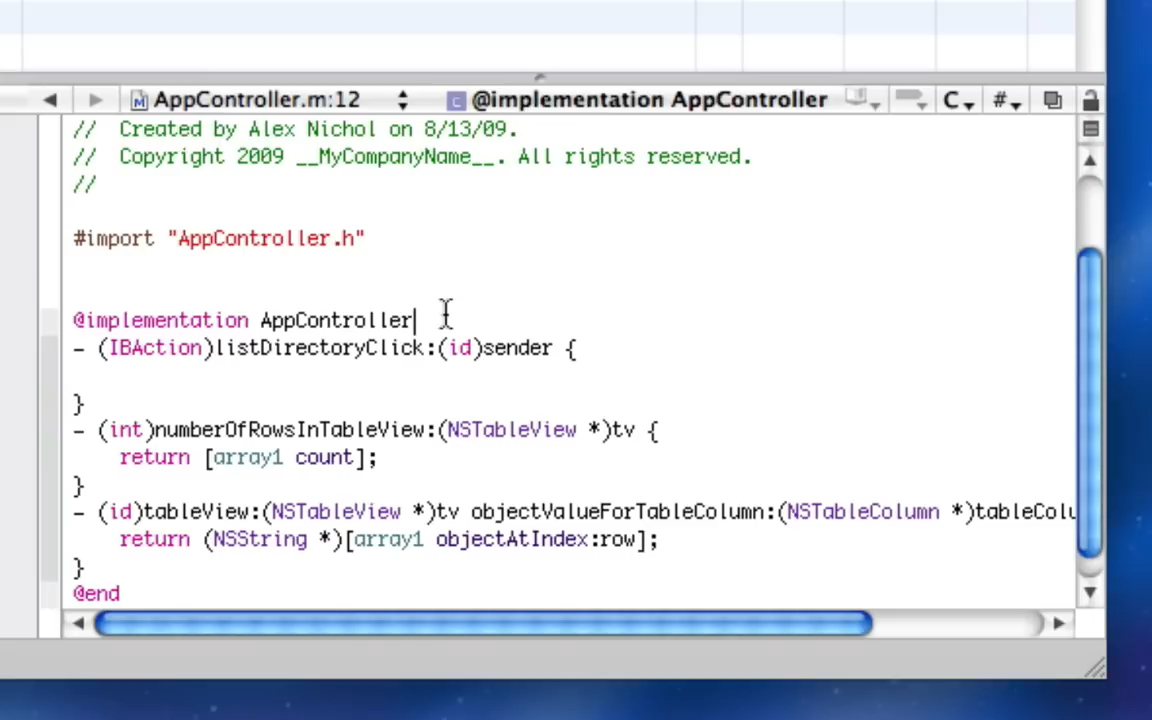 AppController.m:12 @implementation AppController C #
// Created by Alex Nichol on 8/13/09.
// Copyright 2009 __MyCompanyName__. All rights reserved.
//
#import "AppController.h"
@implementation AppController
- (IBAction)listDirectoryClick:(id)sender {
}
- (int)numberOfRowsInTableView:(NSTableView *)tv {
return [array1 count];
}
- (id)tableView:(NSTableView *)tv objectValueForTableColumn:(NSTableColumn *)tableColu
return (NSString *)[array1 objectAtIndex:row];
}
@end